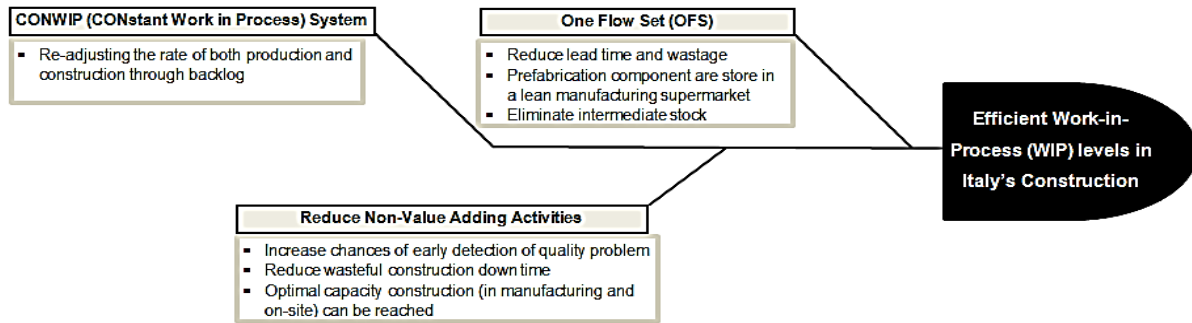 CONWIP (CONstant Work in Process) System
▪ Re-adjusting the rate of both production and
construction through backlog
One Flow Set (OFS)
▪ Reduce lead time and wastage
▪ Prefabrication component are store in
a lean manufacturing supermarket
▪ Eliminate intermediate stock
Efficient Work-in-
Process (WIP) levels in
Italy's Construction
Reduce Non-Value Adding Activities
▪ Increase chances of early detection of quality problem
▪ Reduce wasteful construction down time
▪ Optimal capacity construction (in manufacturing and
on-site) can be reached